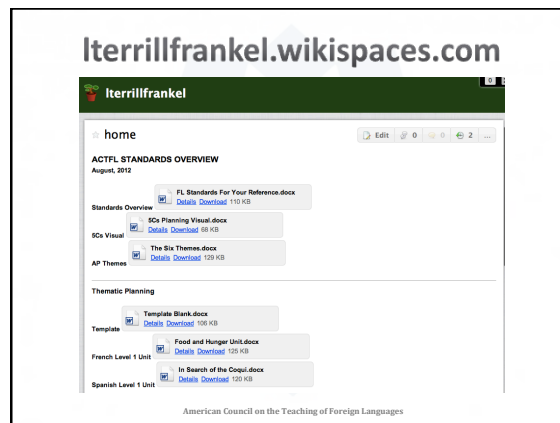 lterrillfrankel.wikispaces.com
lterrillfrankel
home
Edit 0 0 2 ...
ACTFL STANDARDS OVERVIEW
August, 2012
FL Standards For Your Reference.docx
Standards Overview Details Download 110 KB
5Cs Planning Visual.docx
5Cs Visual Details Download 68 KB
The Six Themes.docx
AP Themes Details Download 129 KB
Thematic Planning
Template Blank.docx
Template Details Download 106 KB
Food and Hunger Unit.docx
French Level 1 Unit Details Download 125 KB
In Search of the Coqui.docx
Spanish Level 1 Unit Details Download 120 KB
American Council on the Teaching of Foreign Languages